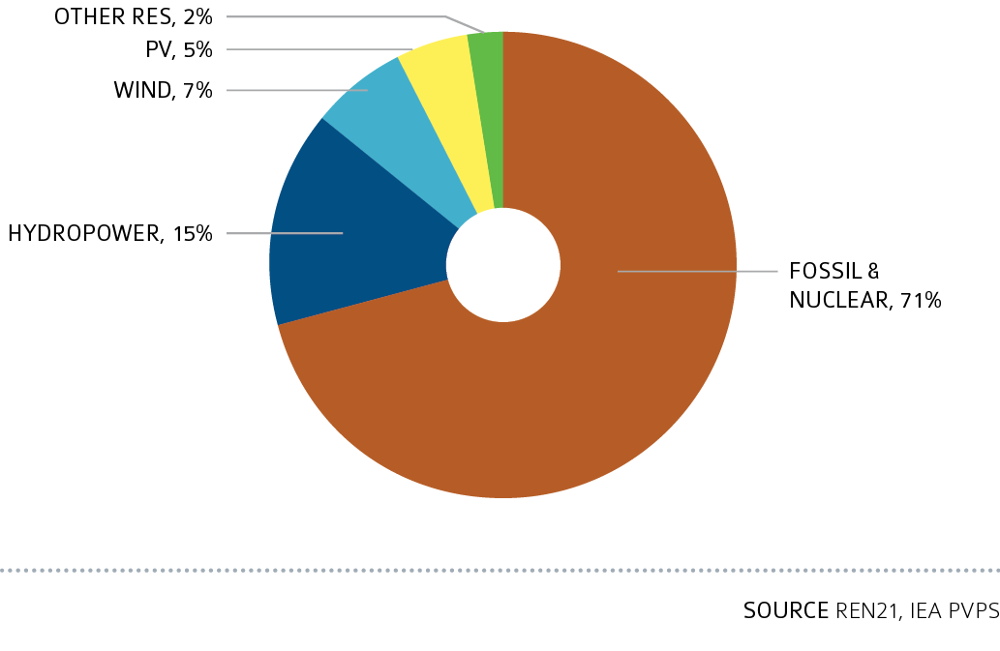 OTHER RES, 2%
PV, 5%
WIND, 7%
HYDROPOWER, 15%
FOSSIL &
NUCLEAR, 71%
SOURCE REN21, IEA PVPS